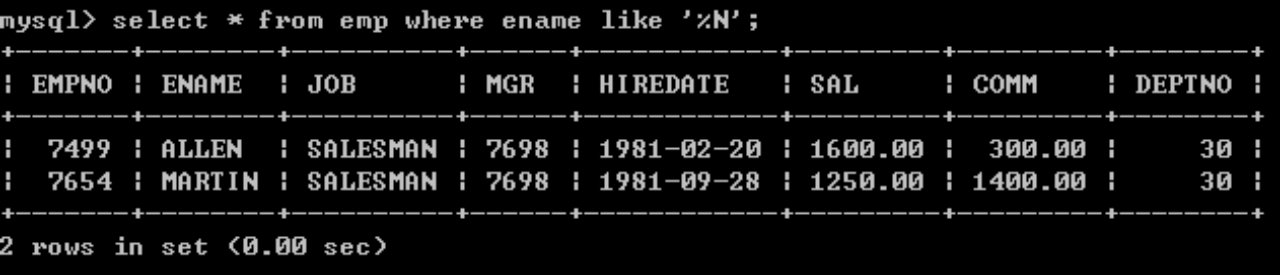 mysql> select * from emp where ename like '%N';
+-------+--------+----------+------+------------+---------+---------+--------+
| EMPNO | ENAME  | JOB      | MGR  | HIREDATE   | SAL     | COMM    | DEPTNO |
+-------+--------+----------+------+------------+---------+---------+--------+
|  7499 | ALLEN  | SALESMAN | 7698 | 1981-02-20 | 1600.00 |  300.00 |     30 |
|  7654 | MARTIN | SALESMAN | 7698 | 1981-09-28 | 1250.00 | 1400.00 |     30 |
+-------+--------+----------+------+------------+---------+---------+--------+
2 rows in set (0.00 sec)